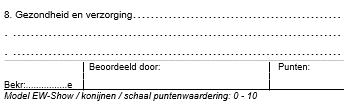 8. Gezondheid en verzorging......................................................
. . . . . . . . . . . . . . . . . . . . . . . . . . . . . . . . . . . . . . . . . . . . . . . . . . . .
. . . . . . . . . . . . . . . . . . . . . . . . . . . . . . . . . . . . . . . . . . . . . . . . . . . .
Beoordeeld door: Punten:
Bekr:...............e
Model EW-Show / konijnen / schaal puntenwaardering: 0 - 10